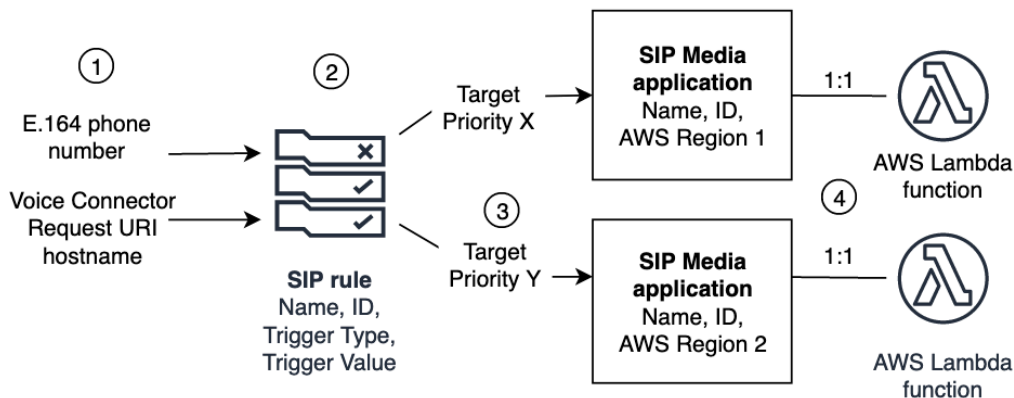 1
E.164 phone
number
Voice Connector
Request URI
hostname
2
SIP rule
Name, ID,
Trigger Type,
Trigger Value
Target
Priority X
3
Target
Priority Y
SIP Media
application
Name, ID,
AWS Region 1
SIP Media
application
Name, ID,
AWS Region 2
4
1:1
AWS Lambda
function
1:1
AWS Lambda
function